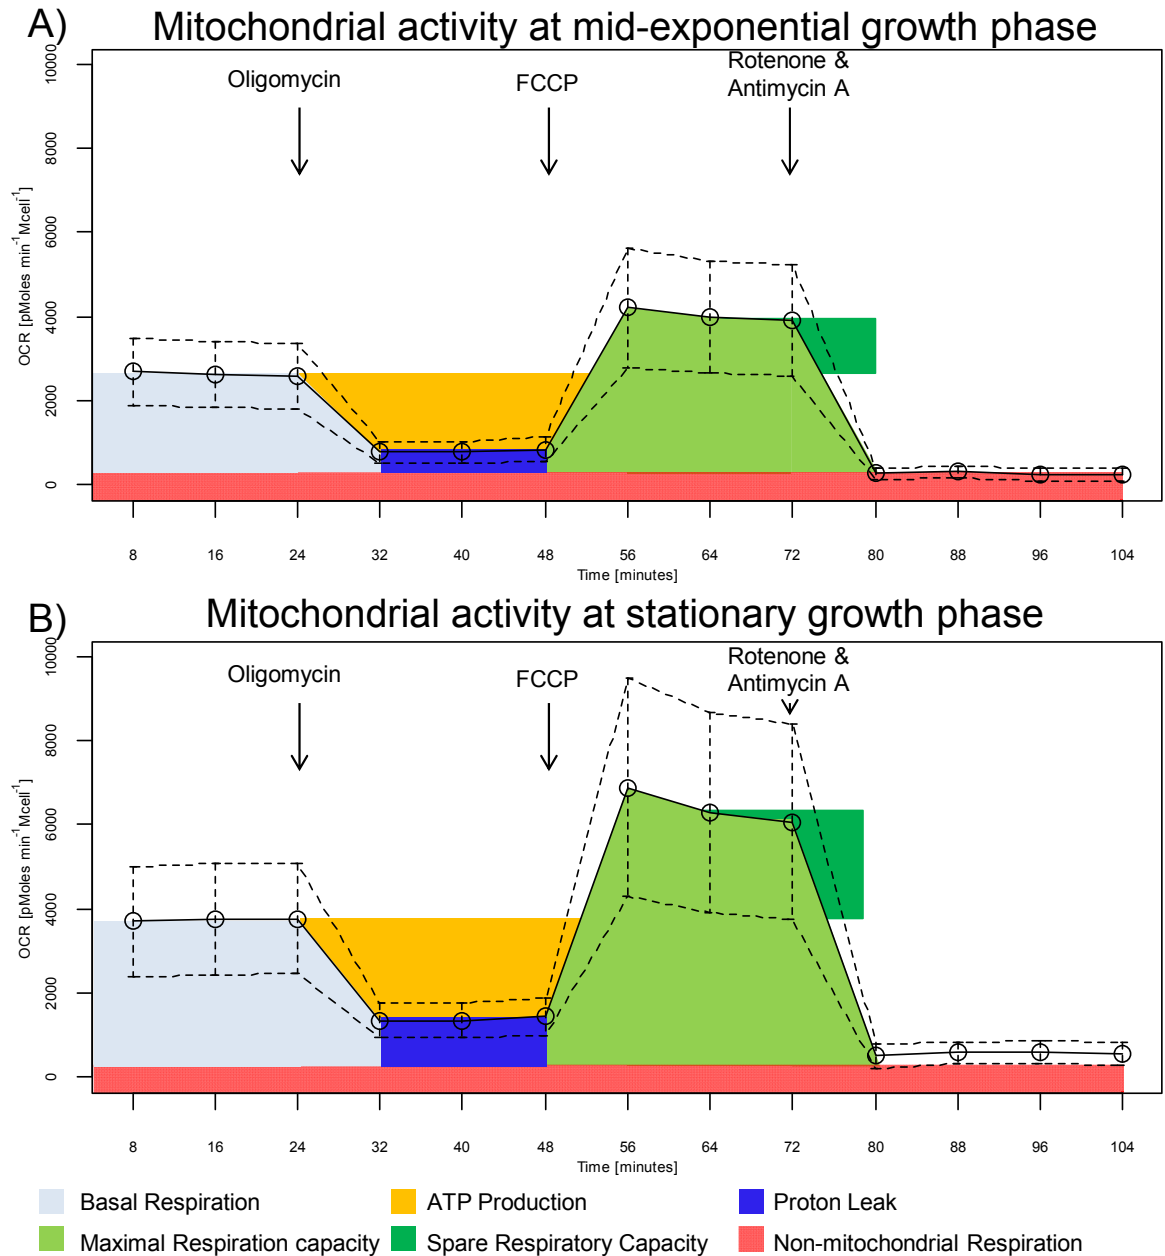 A)
Mitochondrial activity at mid-exponential growth phase
Oligomycin
FCCP
Rotenone &
Antimycin A
OCR [pMoles min⁻¹ Mcell⁻¹]
10000
8000
6000
4000
2000
0
8 16 24 32 40 48 56 64 72 80 88 96 104
Time [minutes]
B)
Mitochondrial activity at stationary growth phase
Oligomycin
FCCP
Rotenone &
Antimycin A
OCR [pMoles min⁻¹ Mcell⁻¹]
10000
8000
6000
4000
2000
0
8 16 24 32 40 48 56 64 72 80 88 96 104
Time [minutes]
Basal Respiration
ATP Production
Proton Leak
Maximal Respiration capacity
Spare Respiratory Capacity
Non-mitochondrial Respiration